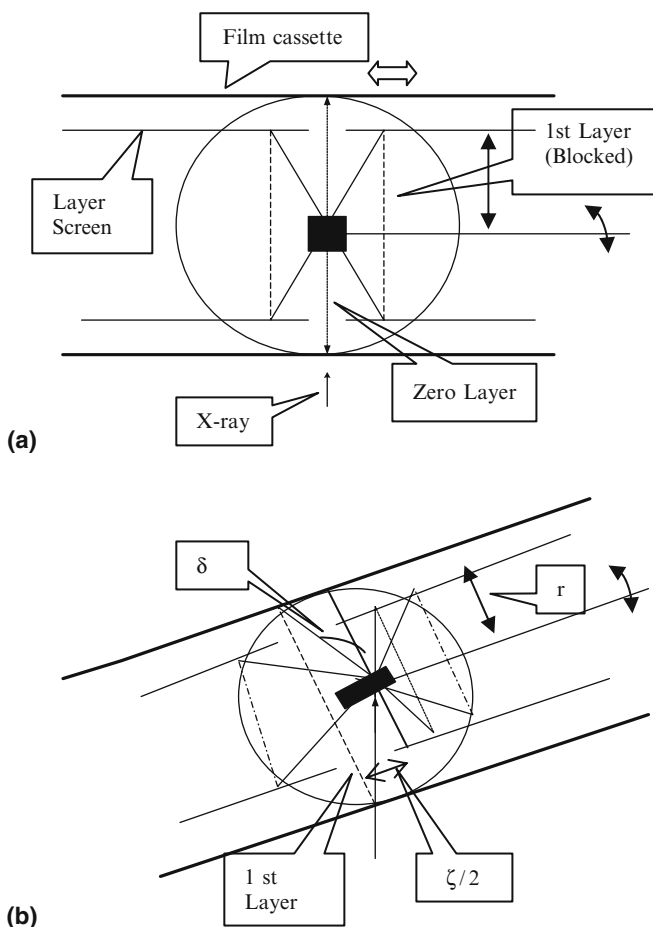 Film cassette
1st Layer
(Blocked)
Layer
Screen
Zero Layer
X-ray
(a)
δ
r
1 st
Layer
ζ/2
(b)